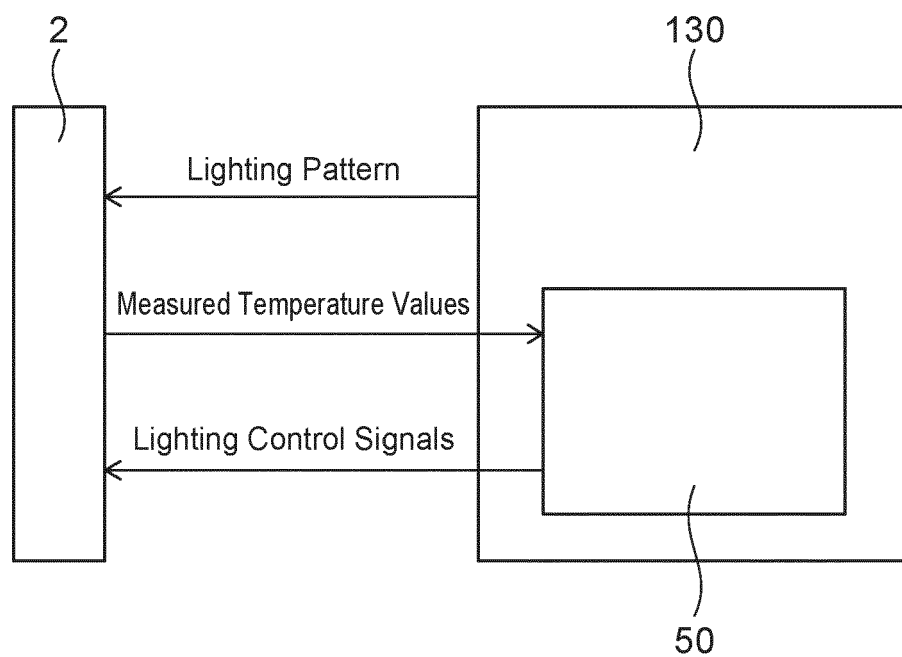 2
130
Lighting Pattern
Measured Temperature Values
Lighting Control Signals
50